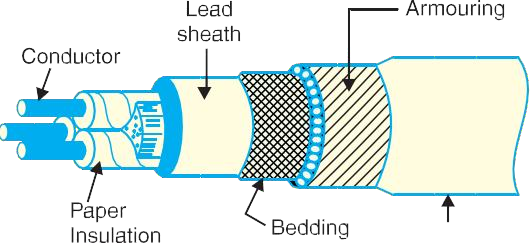 Lead
sheath
Armouring
Conductor
Paper
Insulation
Bedding